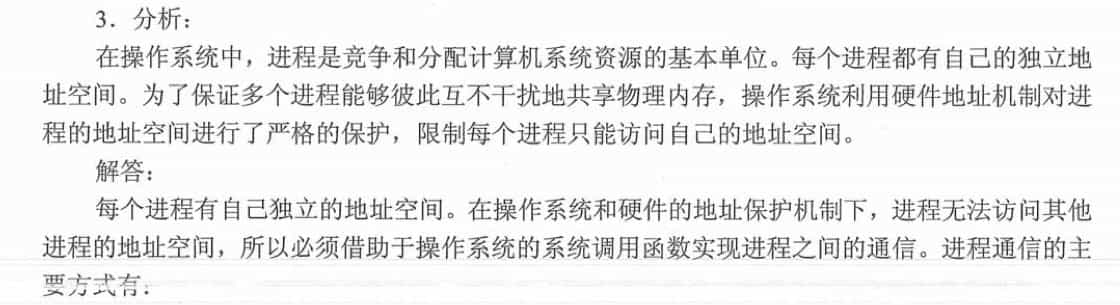 3．分析：
在操作系统中，进程是竞争和分配计算机系统资源的基本单位。每个进程都有自己的独立地
址空间。为了保证多个进程能够彼此互不干扰地共享物理内存，操作系统利用硬件地址机制对进
程的地址空间进行了严格的保护，限制每个进程只能访问自己的地址空间。
解答：
每个进程有自己独立的地址空间。在操作系统和硬件的地址保护机制下，进程无法访问其他
进程的地址空间，所以必须借助于操作系统的系统调用函数实现进程之间的通信。进程通信的主
要方式有：